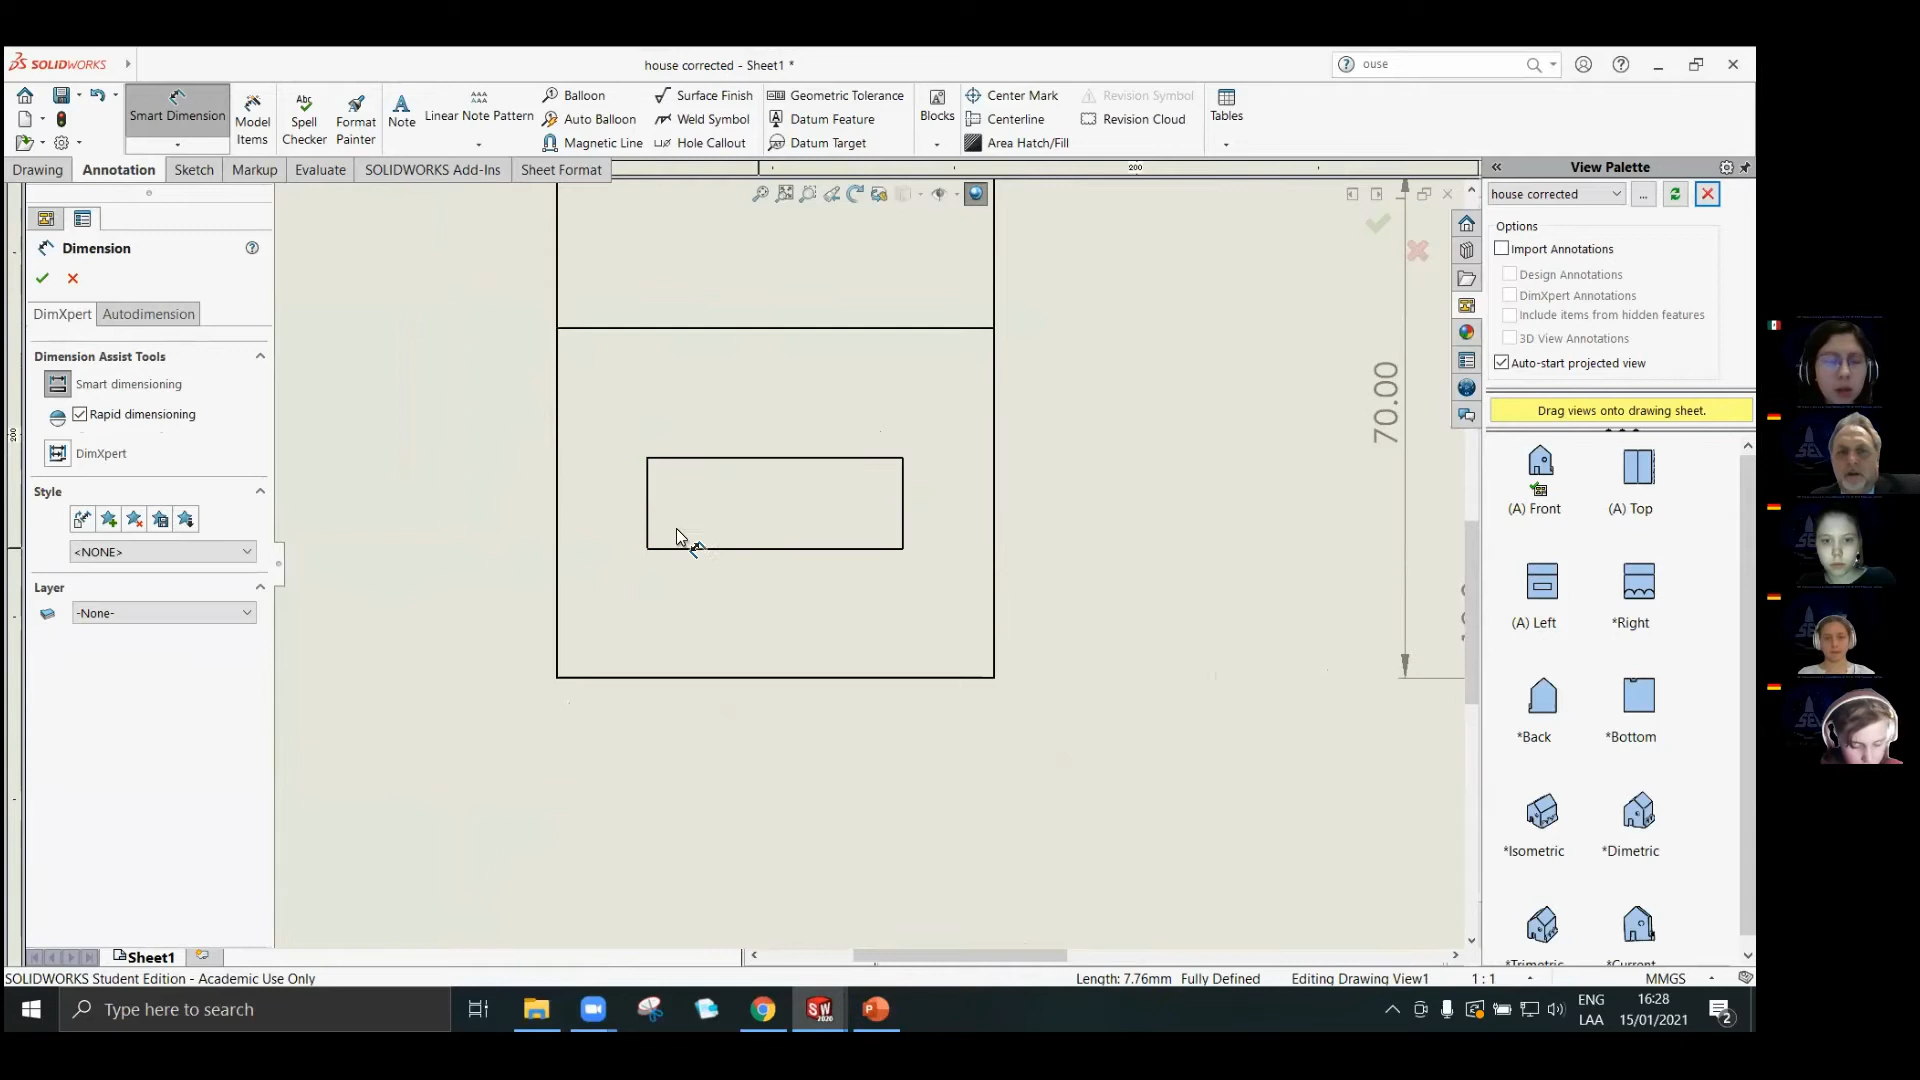 SOLIDWORKS
house corrected - Sheet1 *
ouse
Smart Dimension
Model Items
Spell Checker
Format Painter
Note
Linear Note Pattern
Balloon
Auto Balloon
Magnetic Line
Surface Finish
Weld Symbol
Hole Callout
Geometric Tolerance
Datum Feature
Datum Target
Blocks
Center Mark
Centerline
Area Hatch/Fill
Revision Symbol
Revision Cloud
Tables
Drawing
Annotation
Sketch
Markup
Evaluate
SOLIDWORKS Add-Ins
Sheet Format
200
View Palette
house corrected
...
Options
Import Annotations
Design Annotations
DimXpert Annotations
Include items from hidden features
3D View Annotations
Auto-start projected view
Drag views onto drawing sheet.
(A) Front
(A) Top
(A) Left
*Right
*Back
*Bottom
*Isometric
*Dimetric
*Trimetric
*Current
Dimension
DimXpert
Autodimension
Dimension Assist Tools
Smart dimensioning
Rapid dimensioning
DimXpert
Style
<NONE>
Layer
-None-
200
70.00
Sheet1
SOLIDWORKS Student Edition - Academic Use Only
Length: 7.76mm
Fully Defined
Editing Drawing View1
1 : 1
MMGS
Type here to search
SW
2020
P
ENG
LAA
16:28
15/01/2021
2